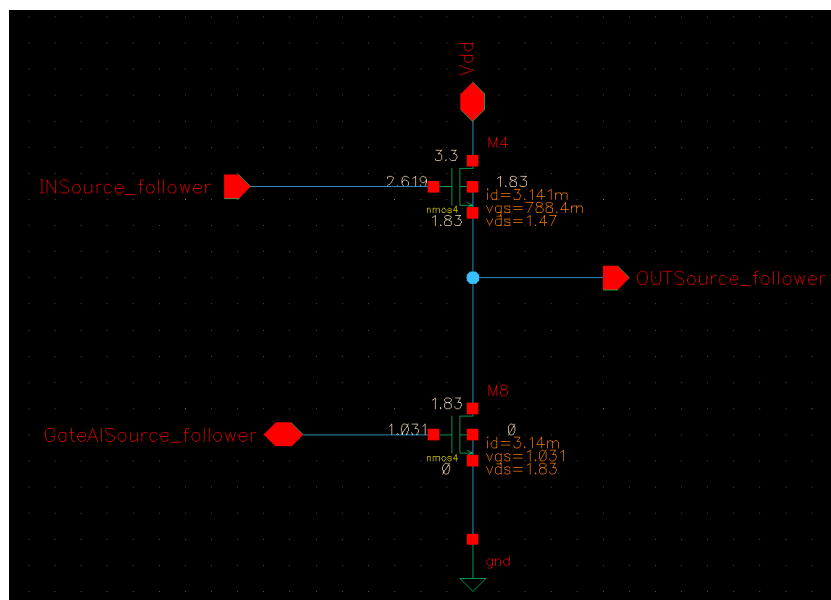 Vdd
M4
3.3
INSource_follower
2.619
1.83
id=3.141m
vgs=788.4m
vds=1.47
nmos4
1.83
OUTSource_follower
M8
1.83
GateAISource_follower
1.031
0
id=3.14m
vgs=1.031
vds=1.83
nmos4
0
gnd